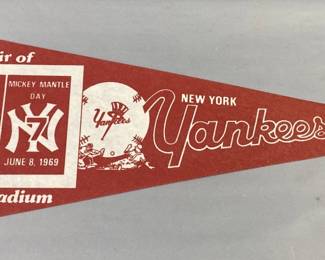 ir of
MICKEY MANTLE
DAY
NY
7
JUNE 8, 1969
adium
Yankees
NEW YORK
Yankees